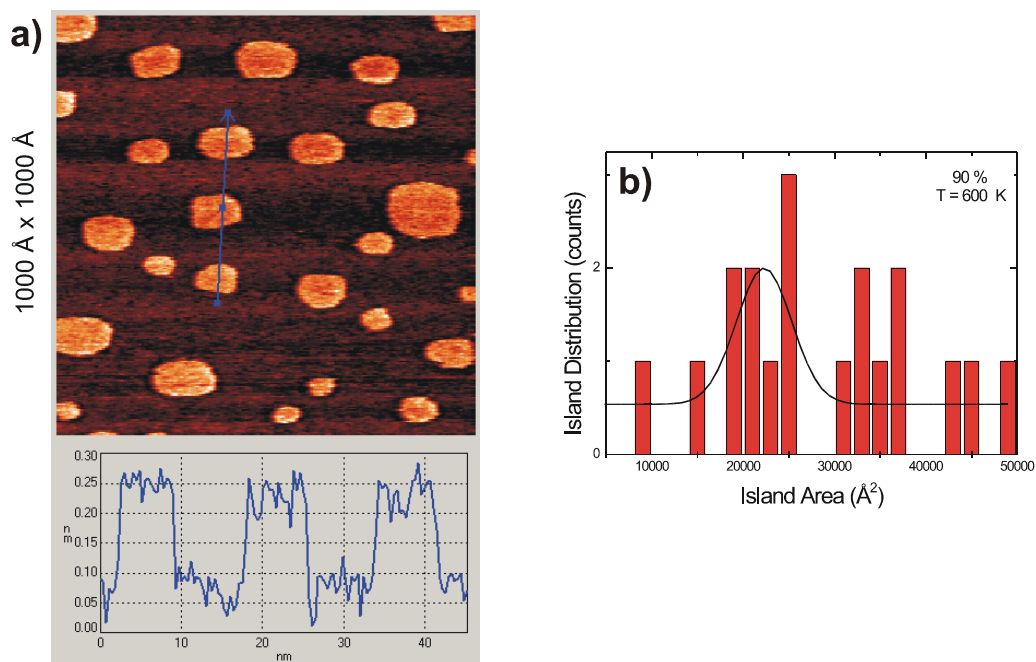 a)
1000 Å x 1000 Å
0.30
0.25
0.20
0.15
0.10
0.05
0.00
nm
0 10 20 30 40
nm
b)
90 %
T = 600 K
Island Distribution (counts)
2
0
10000 20000 30000 40000 50000
Island Area (Å²)